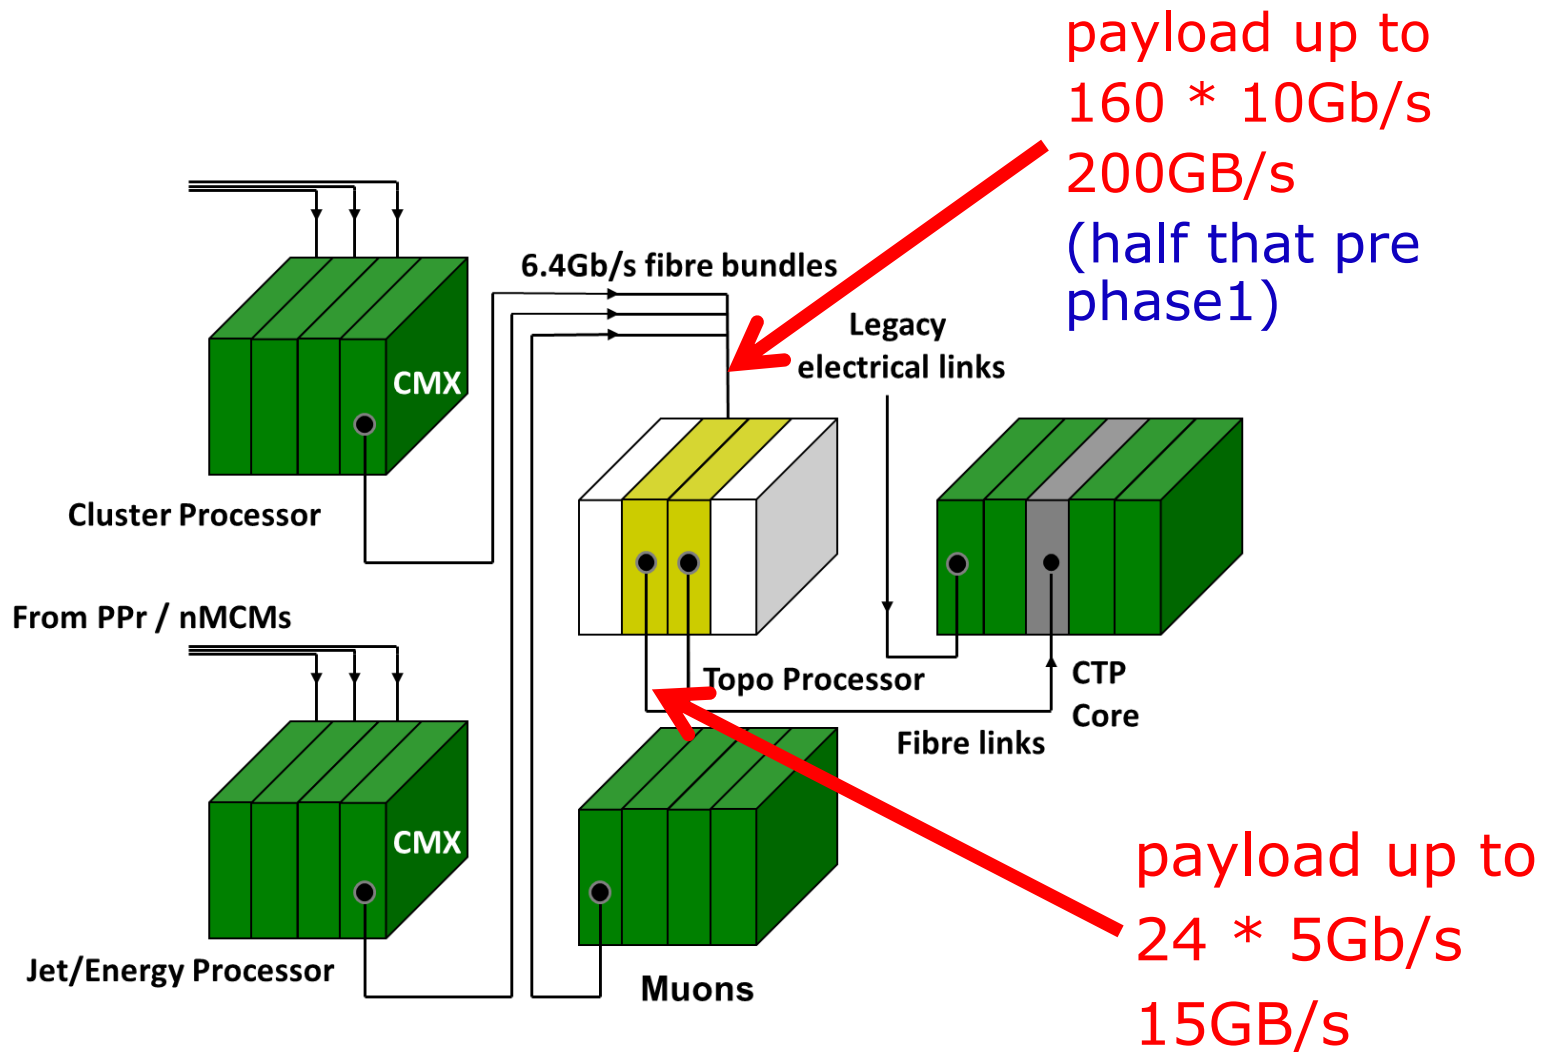 payload up to
160 * 10Gb/s
200GB/s
(half that pre
phase1)
6.4Gb/s fibre bundles
Legacy
electrical links
CMX
Cluster Processor
From PPr / nMCMs
Topo Processor
CTP
Core
Fibre links
CMX
Jet/Energy Processor
Muons
payload up to
24 * 5Gb/s
15GB/s